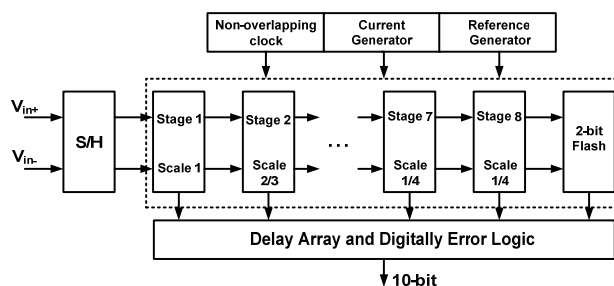 Non-overlapping clock
Current Generator
Reference Generator
Vin+
Vin-
S/H
Stage 1
Scale 1
Stage 2
Scale 2/3
...
Stage 7
Scale 1/4
Stage 8
Scale 1/4
2-bit Flash
Delay Array and Digitally Error Logic
10-bit